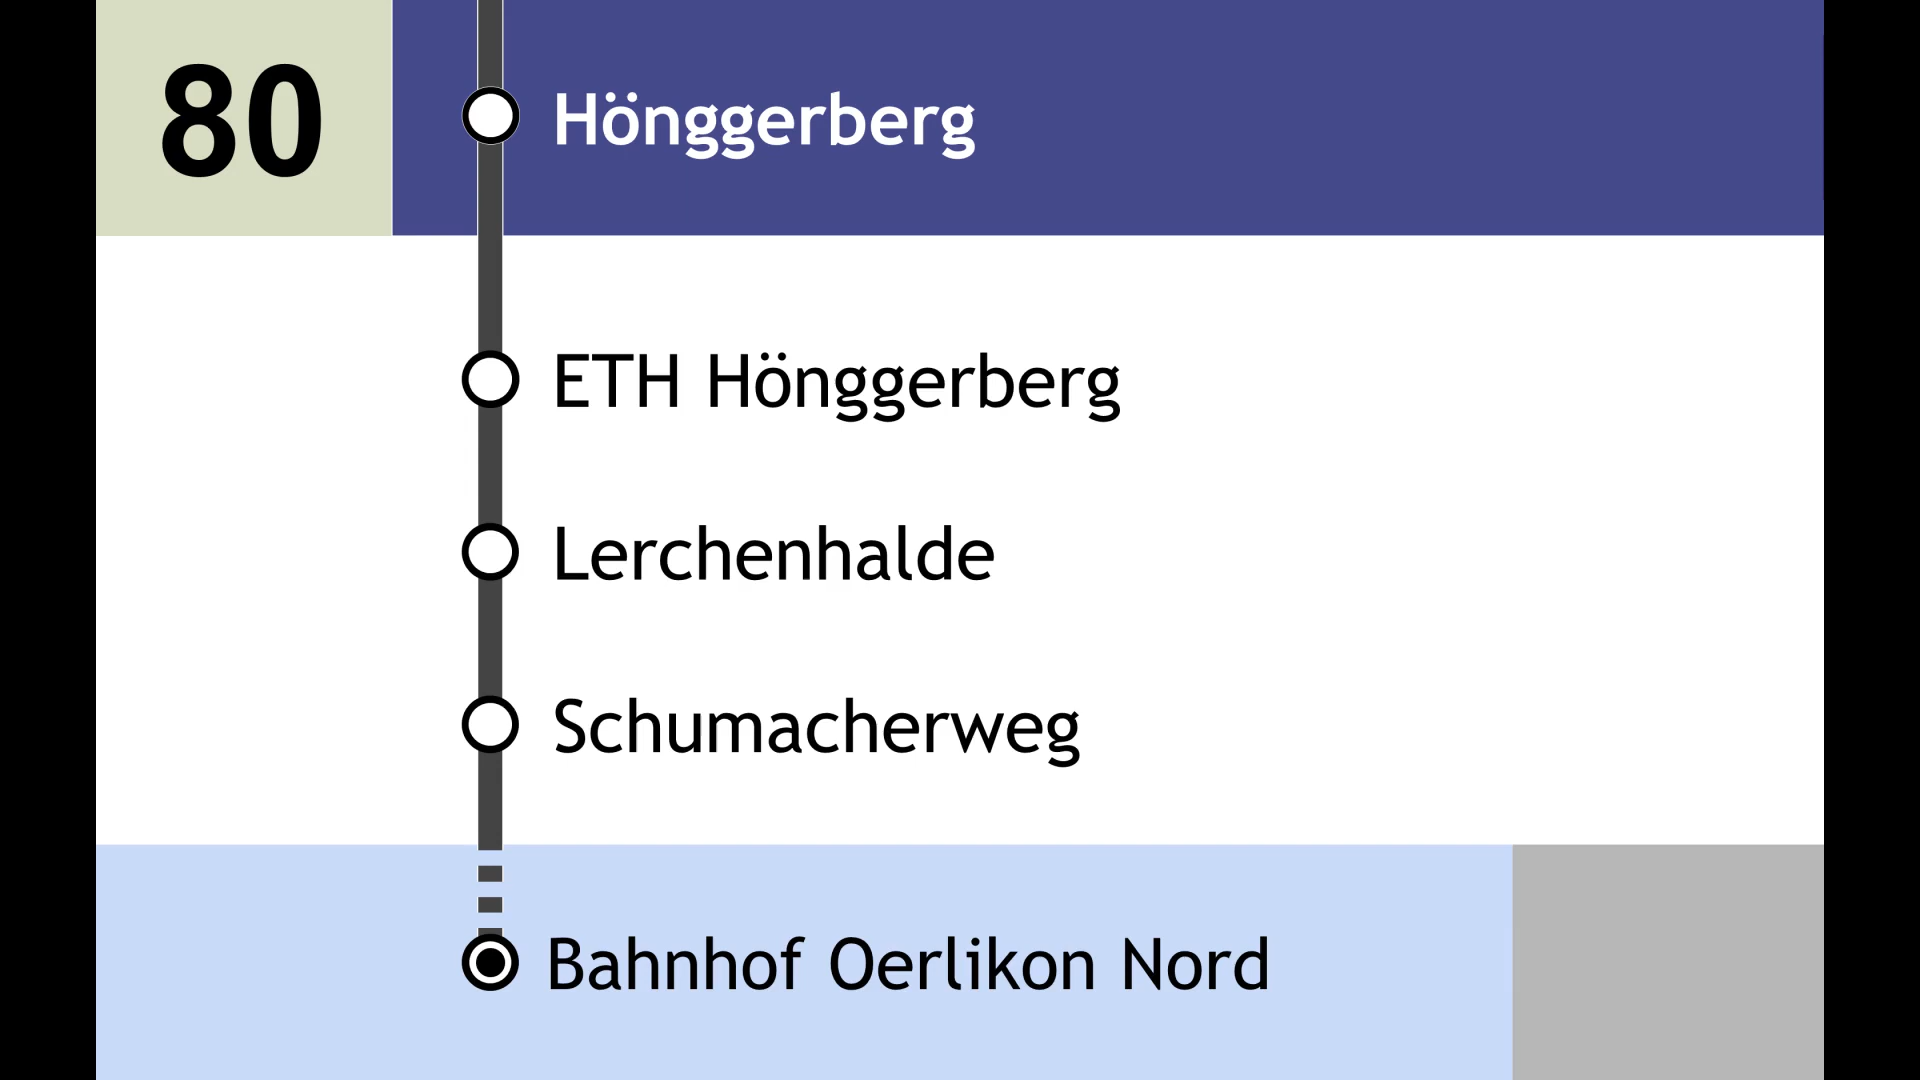 80
Hönggerberg
ETH Hönggerberg
Lerchenhalde
Schumacherweg
Bahnhof Oerlikon Nord